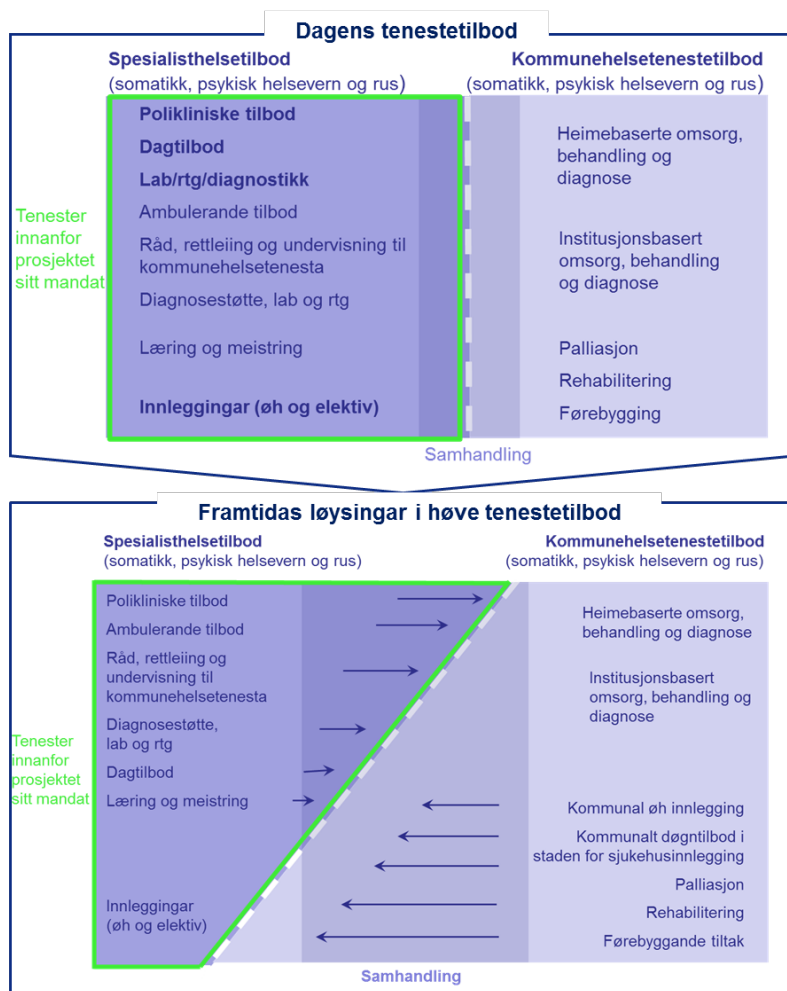 Dagens tenestetilbod
Spesialisthelsetilbod
(somatikk, psykisk helsevern og rus)
Kommunehelsetenestetilbod
(somatikk, psykisk helsevern og rus)
Tenester
innanfor
prosjektet
sitt mandat
Polikliniske tilbod
Dagtilbod
Lab/rtg/diagnostikk
Ambulerande tilbod
Råd, rettleiing og undervisning til
kommunehelsetenesta
Diagnosestøtte, lab og rtg
Læring og meistring
Innleggingar (øh og elektiv)
Heimebaserte omsorg,
behandling og
diagnose
Institusjonsbasert
omsorg, behandling
og diagnose
Palliasjon
Rehabilitering
Førebygging
Samhandling
Framtidas løysingar i høve tenestetilbod
Spesialisthelsetilbod
(somatikk, psykisk helsevern og rus)
Kommunehelsetenestetilbod
(somatikk, psykisk helsevern og rus)
Tenester
innanfor
prosjektet
sitt mandat
Polikliniske tilbod
Ambulerande tilbod
Råd, rettleiing og
undervisning til
kommunehelsetenesta
Diagnosestøtte,
lab og rtg
Dagtilbod
Læring og meistring
Innleggingar
(øh og elektiv)
Heimebaserte omsorg,
behandling og diagnose
Institusjonsbasert
omsorg, behandling og
diagnose
Kommunal øh innlegging
Kommunalt døgntilbod i
staden for sjukehusinnlegging
Palliasjon
Rehabilitering
Førebyggande tiltak
Samhandling